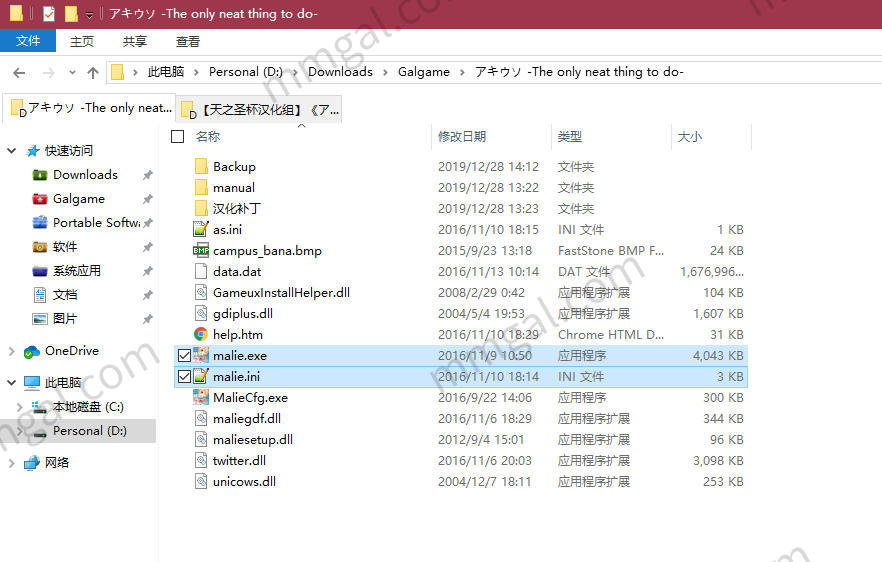 アキウソ -The only neat thing to do-
文件 主页 共享 查看
此电脑 Personal (D:) Downloads Galgame アキウソ -The only neat thing to do-
アキウソ -The only neat... 【天之圣杯汉化组】《ア...
名称 修改日期 类型 大小
快速访问
Downloads
Galgame
Portable Softwa
软件
系统应用
文档
图片
OneDrive
此电脑
本地磁盘 (C:)
Personal (D:)
网络
Backup 2019/12/28 14:12 文件夹
manual 2019/12/28 13:22 文件夹
汉化补丁 2019/12/28 13:23 文件夹
as.ini 2016/11/10 18:15 INI 文件 1 KB
campus_bana.bmp 2015/9/23 13:18 FastStone BMP F... 24 KB
data.dat 2016/11/13 10:14 DAT 文件 1,676,996...
GameuxInstallHelper.dll 2008/2/29 0:42 应用程序扩展 104 KB
gdiplus.dll 2004/5/4 19:53 应用程序扩展 1,607 KB
help.htm 2016/11/10 18:29 Chrome HTML D... 31 KB
malie.exe 2016/11/9 10:50 应用程序 4,043 KB
malie.ini 2016/11/10 18:14 INI 文件 3 KB
MalieCfg.exe 2016/9/22 14:06 应用程序 300 KB
maliegdf.dll 2016/11/6 18:29 应用程序扩展 344 KB
maliesetup.dll 2012/9/4 15:01 应用程序扩展 96 KB
twitter.dll 2016/11/6 20:03 应用程序扩展 3,098 KB
unicows.dll 2004/12/7 18:11 应用程序扩展 253 KB
mmgal.com
mmgal.com
mmgal.com